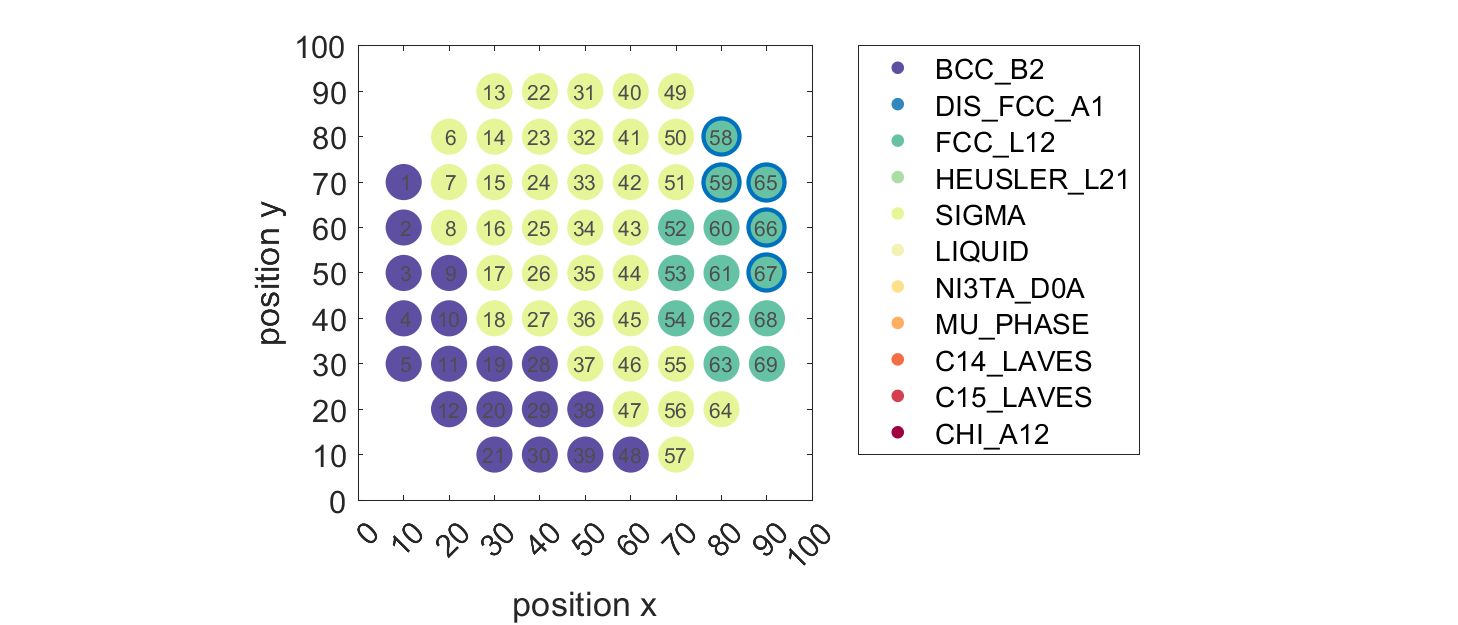 100
90
80
70
60
50
40
30
20
10
0
13 22 31 40 49
6 14 23 32 41 50 58
1 7 15 24 33 42 51 59 65
2 8 16 25 34 43 52 60 66
3 9 17 26 35 44 53 61 67
4 10 18 27 36 45 54 62 68
5 11 19 28 37 46 55 63 69
12 20 29 38 47 56 64
21 30 39 48 57
0 10 20 30 40 50 60 70 80 90 100
position x
position y
BCC_B2
DIS_FCC_A1
FCC_L12
HEUSLER_L21
SIGMA
LIQUID
NI3TA_D0A
MU_PHASE
C14_LAVES
C15_LAVES
CHI_A12